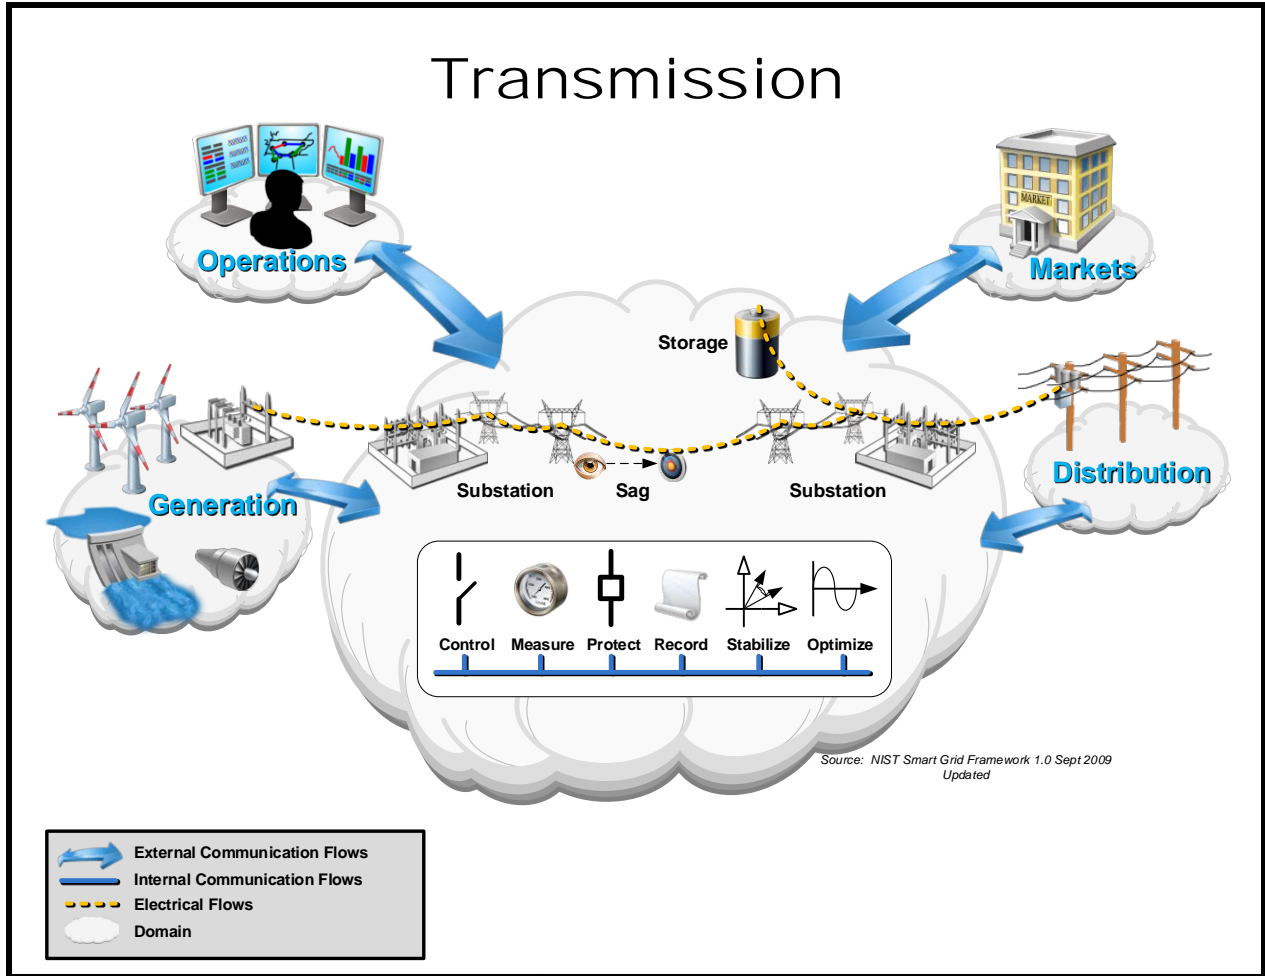 Transmission
MARKET
Operations
Markets
Storage
Substation
Sag
Substation
Generation
Distribution
Control
Measure
Protect
Record
Stabilize
Optimize
Source:  NIST Smart Grid Framework 1.0 Sept 2009
Updated
External Communication Flows
Internal Communication Flows
Electrical Flows
Domain